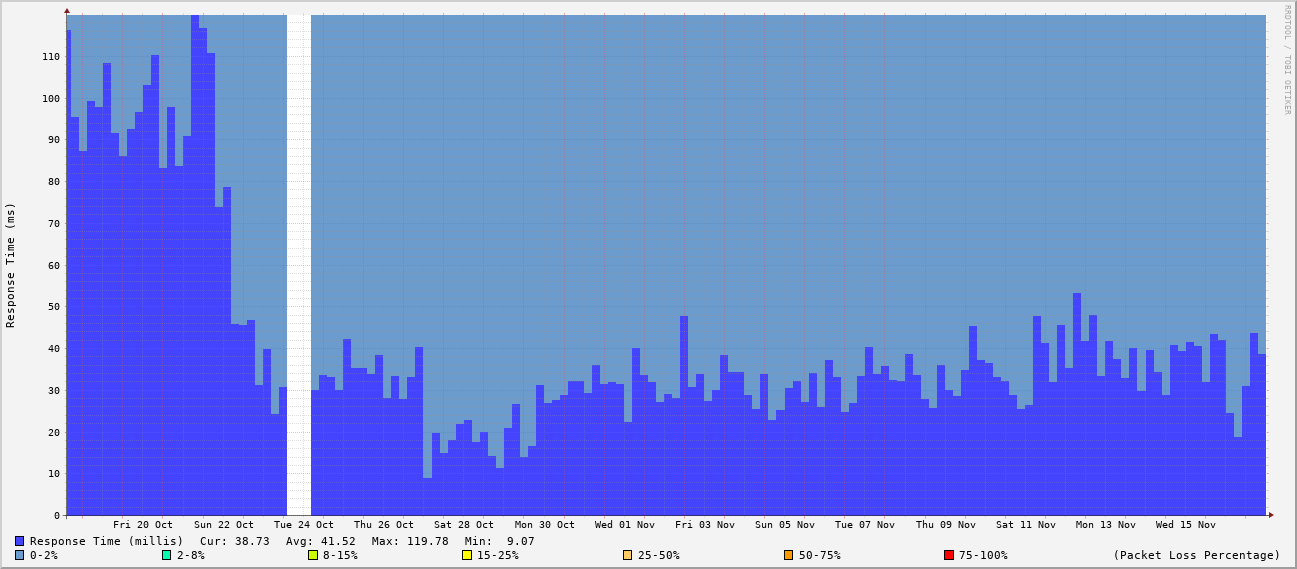 RRDTOOL / TOBI OETIKER
Response Time (ms)
110
100
90
80
70
60
50
40
30
20
10
0
Fri 20 Oct Sun 22 Oct Tue 24 Oct Thu 26 Oct Sat 28 Oct Mon 30 Oct Wed 01 Nov Fri 03 Nov Sun 05 Nov Tue 07 Nov Thu 09 Nov Sat 11 Nov Mon 13 Nov Wed 15 Nov
Response Time (millis) Cur: 38.73 Avg: 41.52 Max: 119.78 Min: 9.07
0-2% 2-8% 8-15% 15-25% 25-50% 50-75% 75-100% (Packet Loss Percentage)